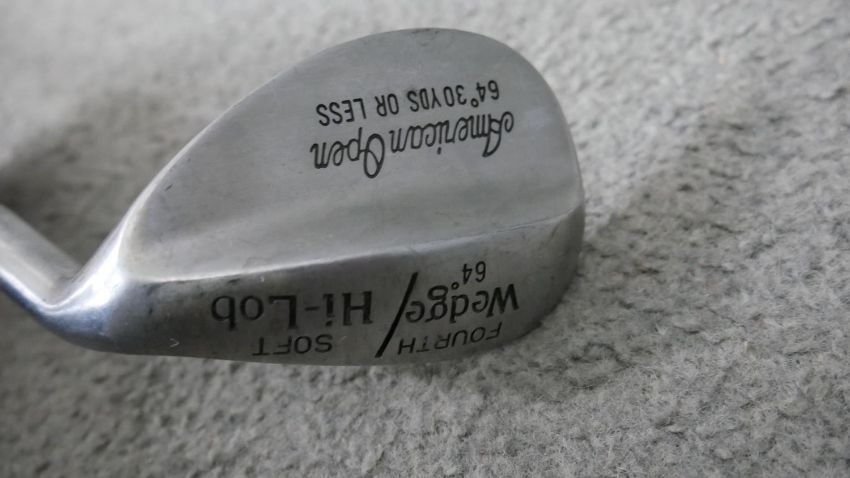 American Open
64° 30 YDS OR LESS
FOURTH
Wedge/
64°
SOFT
Hi-Lob